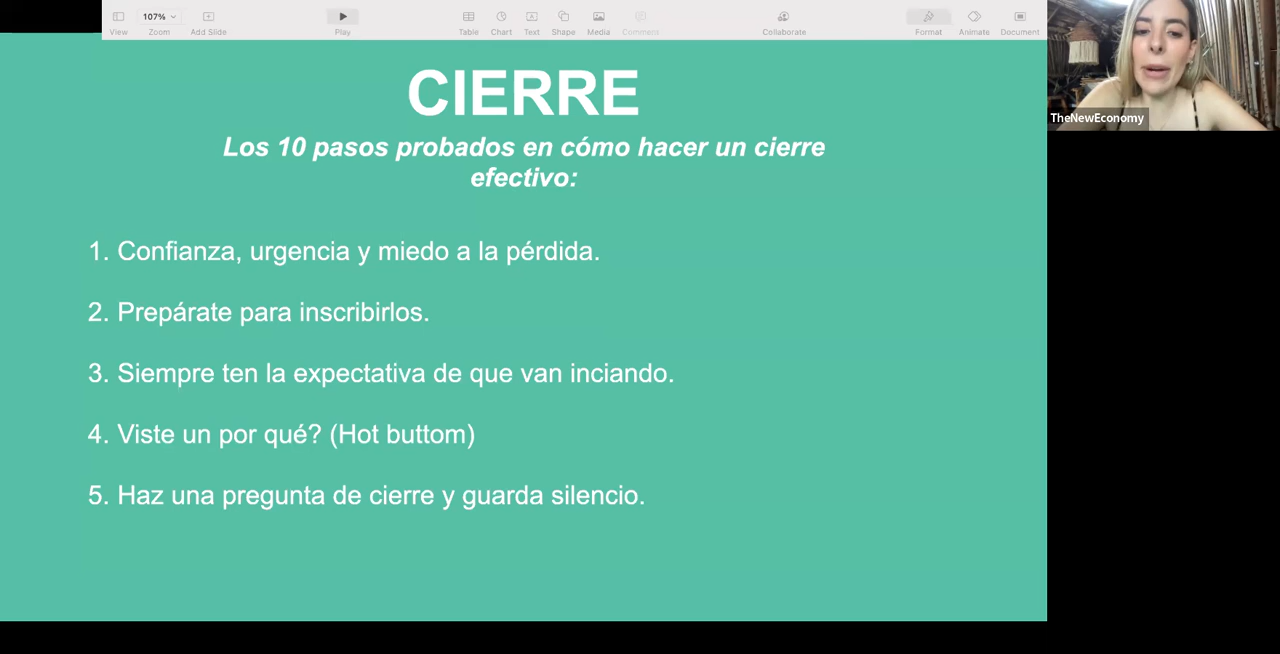 107%
View
Zoom
Add Slide
Play
Table
Chart
Text
Shape
Media
Comment
Collaborate
Format
Animate
Document
TheNewEconomy
CIERRE
Los 10 pasos probados en cómo hacer un cierre
efectivo:
1. Confianza, urgencia y miedo a la pérdida.
2. Prepárate para inscribirlos.
3. Siempre ten la expectativa de que van inciando.
4. Viste un por qué? (Hot buttom)
5. Haz una pregunta de cierre y guarda silencio.